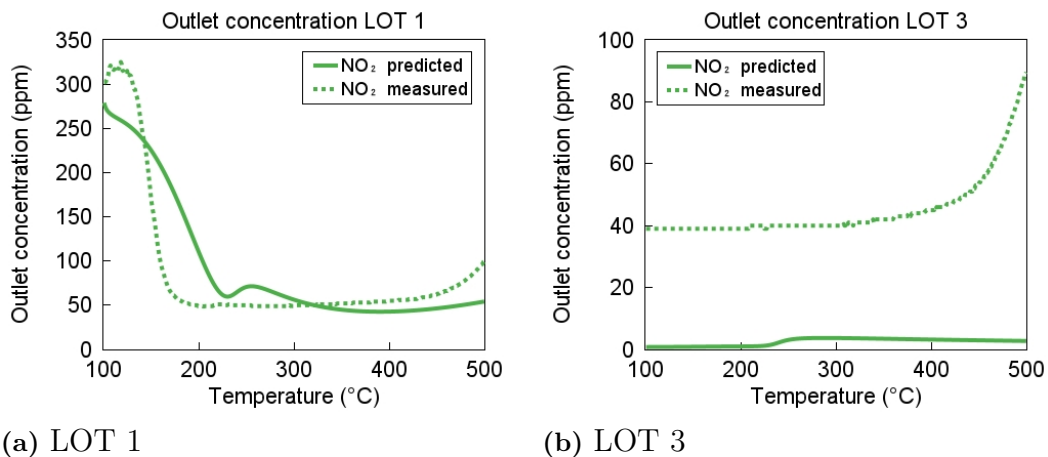 Outlet concentration LOT 1
Outlet concentration (ppm)
350
300
250
200
150
100
50
0
NO₂ predicted
NO₂ measured
100 200 300 400 500
Temperature (°C)
(a) LOT 1
Outlet concentration LOT 3
Outlet concentration (ppm)
100
80
60
40
20
0
NO₂ predicted
NO₂ measured
100 200 300 400 500
Temperature (°C)
(b) LOT 3